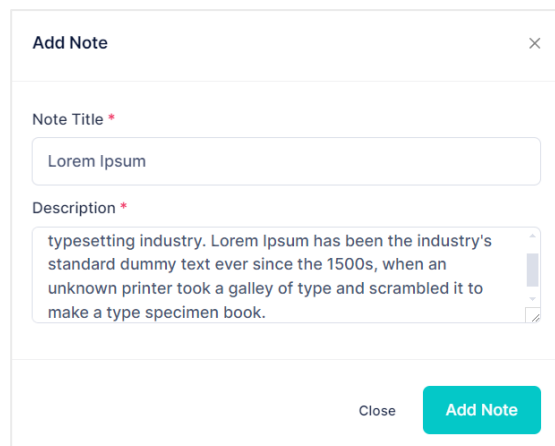 Add Note
Note Title *
Lorem Ipsum
Description *
typesetting industry. Lorem Ipsum has been the industry's
standard dummy text ever since the 1500s, when an
unknown printer took a galley of type and scrambled it to
make a type specimen book.
Close Add Note